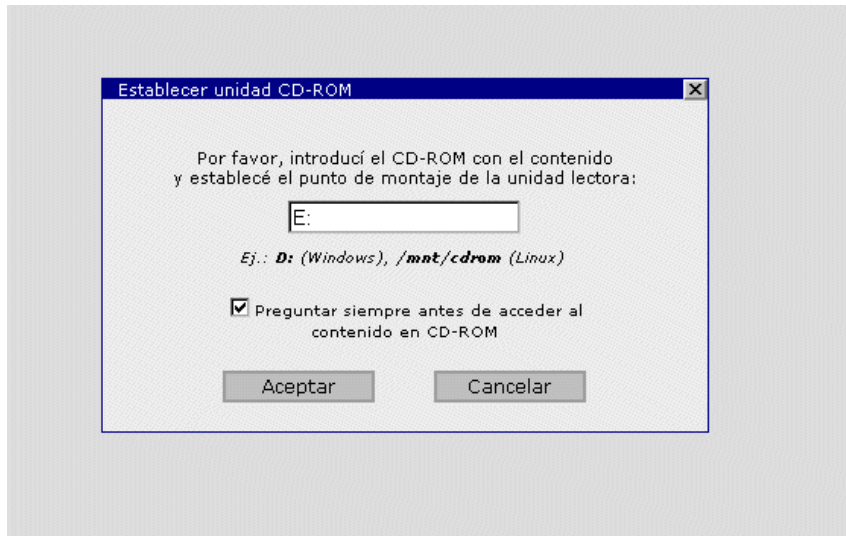 Establecer unidad CD-ROM
Por favor, introducí el CD-ROM con el contenido
y establecé el punto de montaje de la unidad lectora:
E:
Ej.: D: (Windows), /mnt/cdrom (Linux)
Preguntar siempre antes de acceder al
contenido en CD-ROM
Aceptar Cancelar